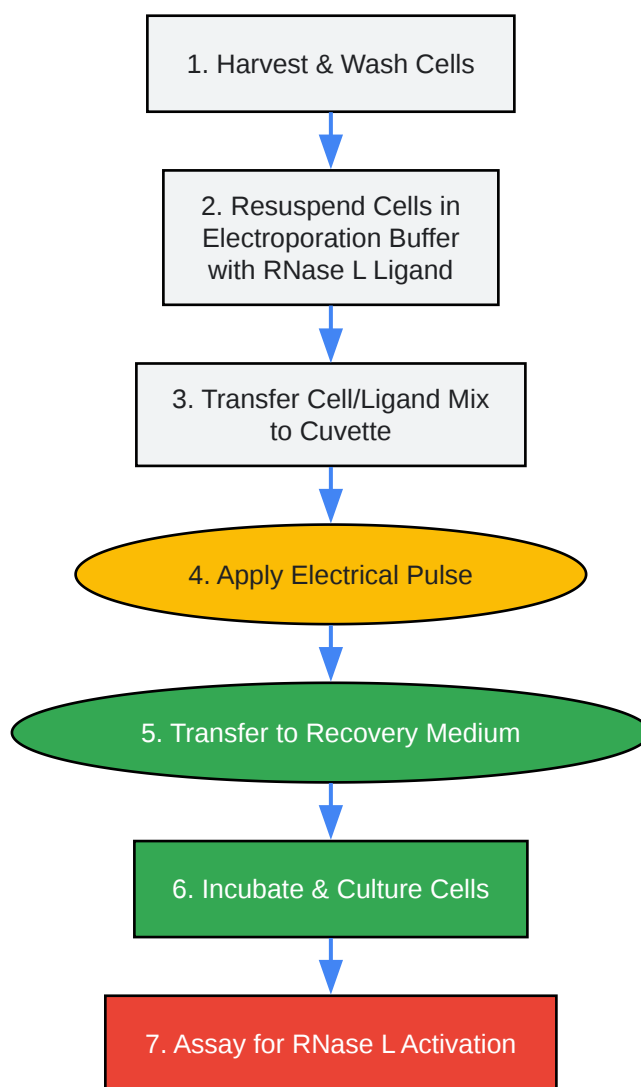 1. Harvest & Wash Cells
2. Resuspend Cells in
Electroporation Buffer
with RNase L Ligand
3. Transfer Cell/Ligand Mix
to Cuvette
4. Apply Electrical Pulse
5. Transfer to Recovery Medium
6. Incubate & Culture Cells
7. Assay for RNase L Activation